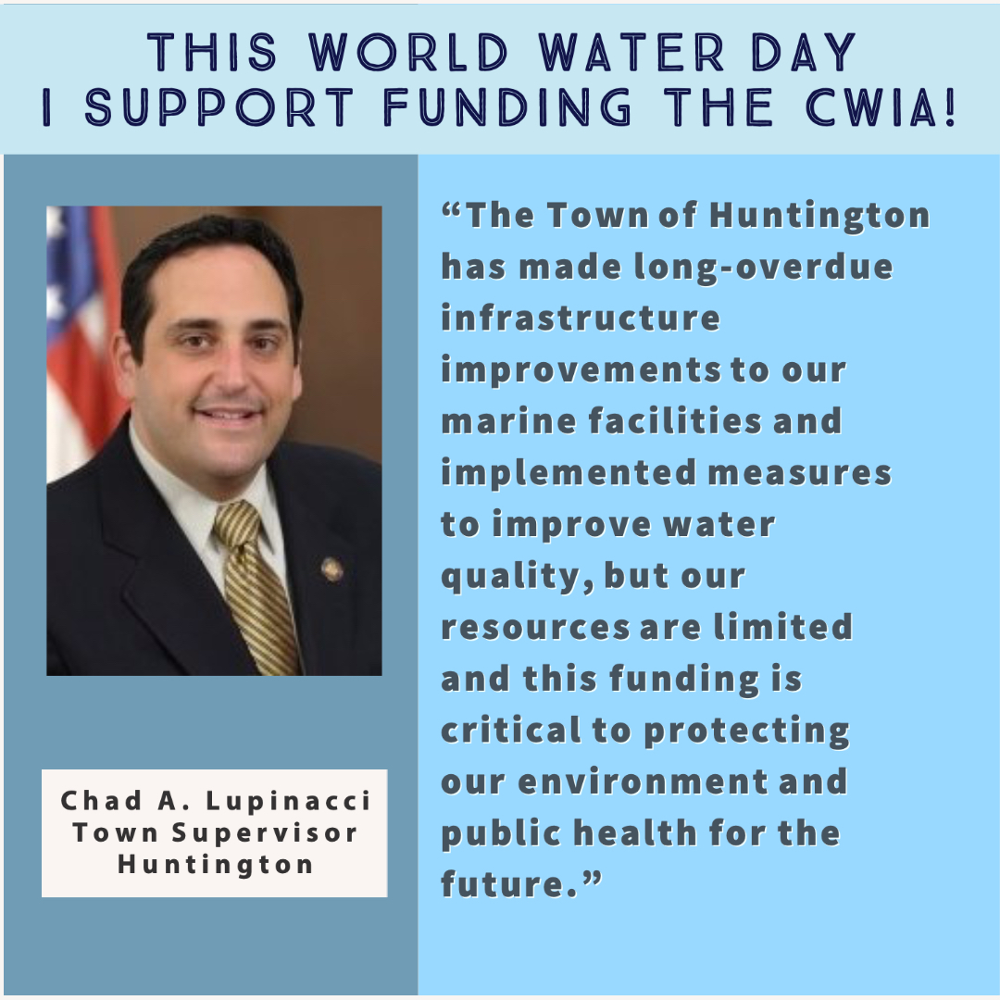 THIS WORLD WATER DAY
I SUPPORT FUNDING THE CWIA!
“The Town of Huntington
has made long-overdue
infrastructure
improvements to our
marine facilities and
implemented measures
to improve water
quality, but our
resources are limited
and this funding is
critical to protecting
our environment and
public health for the
future.”
Chad A. Lupinacci
Town Supervisor
Huntington